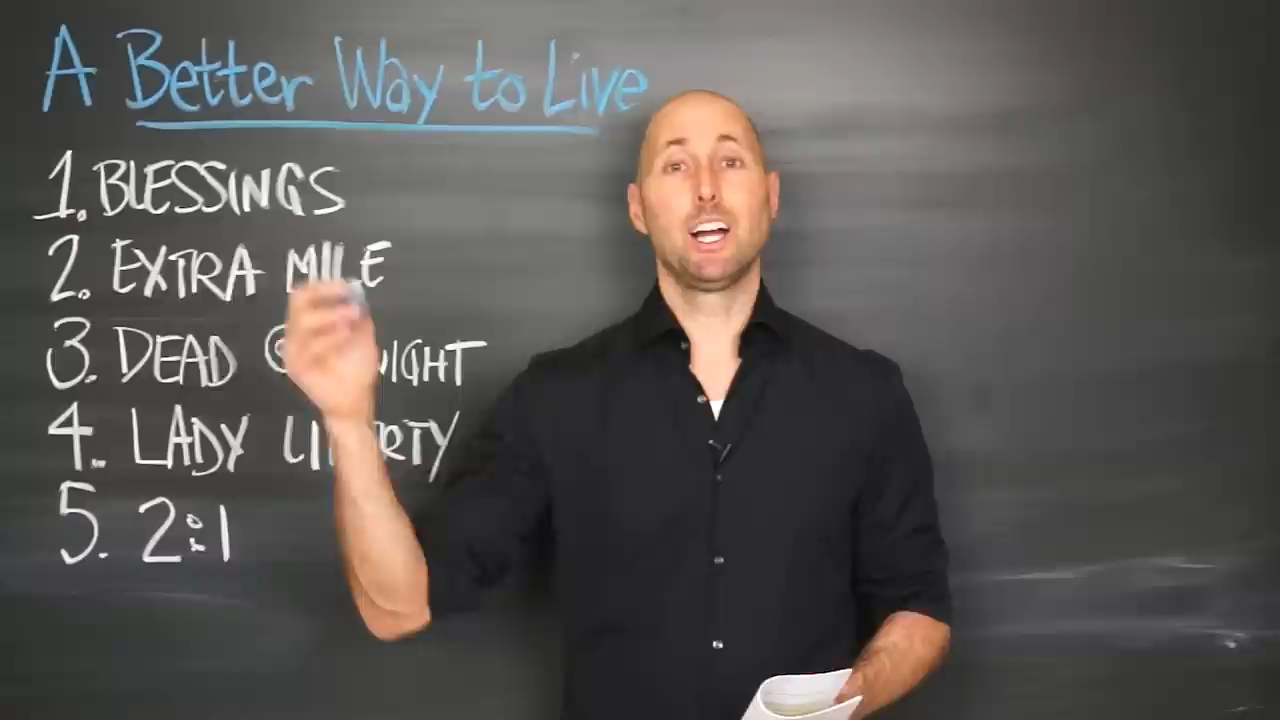 A Better Way to Live
1. BLESSINGS
2. EXTRA MILE
3. DEAD
4. LADY
5. 2:1